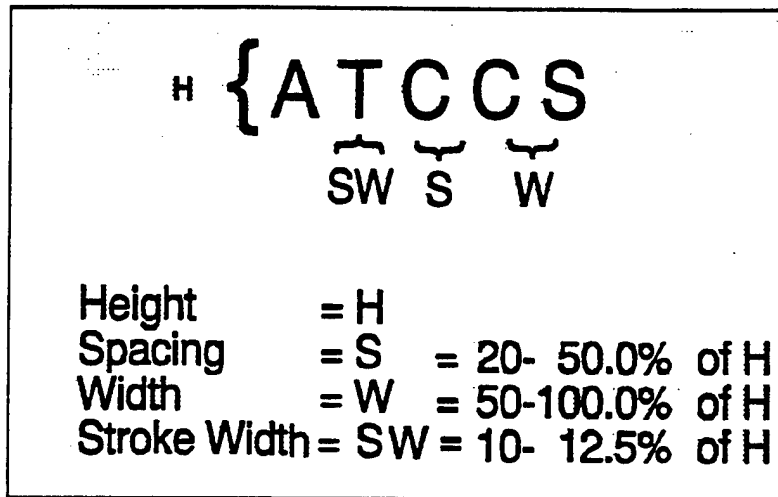 H { A T C C S
SW S W
Height = H
Spacing = S = 20- 50.0% of H
Width = W = 50-100.0% of H
Stroke Width = SW = 10- 12.5% of H